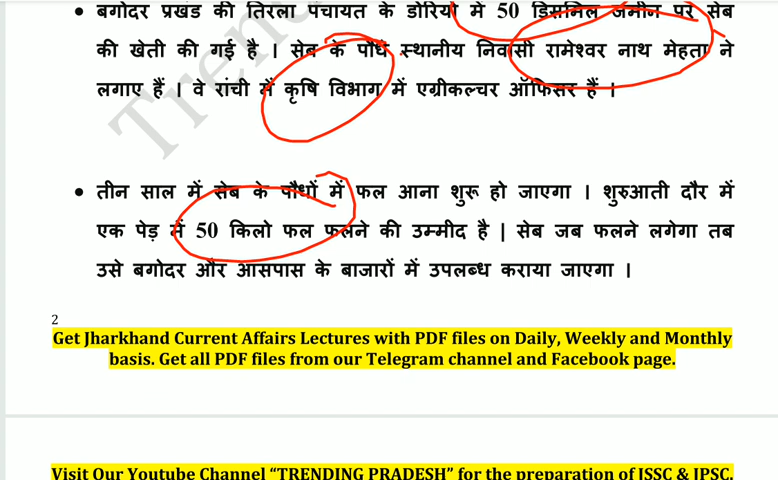 • बगोदर प्रखंड की तिरला पंचायत के डोरियो में 50 डिसमिल जमीन पर सेब
की खेती की गई है । सेब के पौधे स्थानीय निवासी रामेश्वर नाथ मेहता ने
लगाए हैं । वे रांची में कृषि विभाग में एग्रीकल्चर ऑफिसर हैं ।
• तीन साल में सेब के पौधों में फल आना शुरू हो जाएगा । शुरुआती दौर में
एक पेड़ में 50 किलो फल फलने की उम्मीद है | सेब जब फलने लगेगा तब
उसे बगोदर और आसपास के बाजारों में उपलब्ध कराया जाएगा ।
2
Get Jharkhand Current Affairs Lectures with PDF files on Daily, Weekly and Monthly
basis. Get all PDF files from our Telegram channel and Facebook page.
Visit Our Youtube Channel “TRENDING PRADESH” for the preparation of JSSC & JPSC.